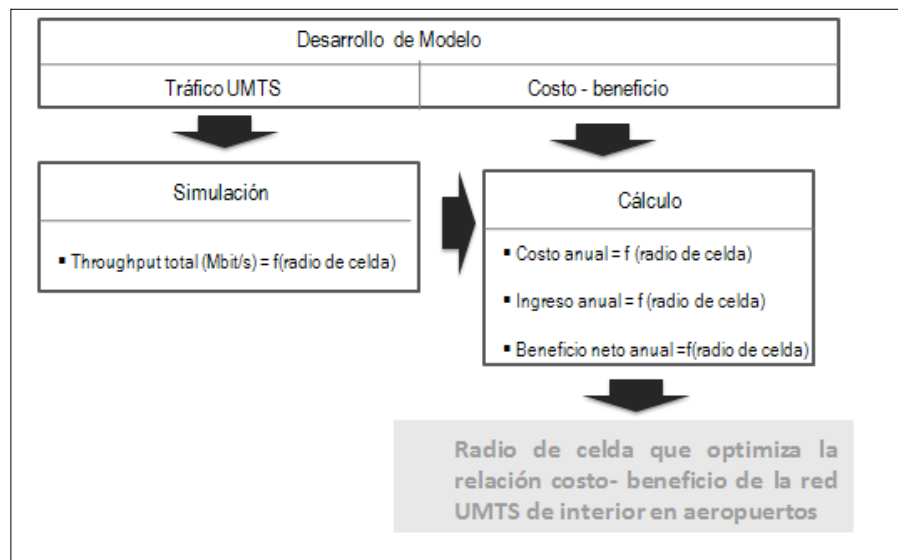 Desarrollo de Modelo
Tráfico UMTS
Costo - beneficio
Simulación
▪ Throughput total (Mbit/s) = f(radio de celda)
Cálculo
▪ Costo anual = f (radio de celda)
▪ Ingreso anual = f (radio de celda)
▪ Beneficio neto anual =f(radio de celda)
Radio de celda que optimiza la
relación costo- beneficio de la red
UMTS de interior en aeropuertos